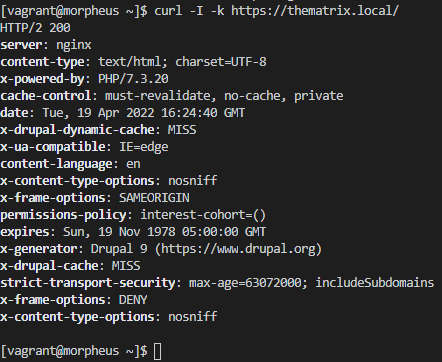 [vagrant@morpheus ~]$ curl -I -k https://thematrix.local/
HTTP/2 200
server: nginx
content-type: text/html; charset=UTF-8
x-powered-by: PHP/7.3.20
cache-control: must-revalidate, no-cache, private
date: Tue, 19 Apr 2022 16:24:40 GMT
x-drupal-dynamic-cache: MISS
x-ua-compatible: IE=edge
content-language: en
x-content-type-options: nosniff
x-frame-options: SAMEORIGIN
permissions-policy: interest-cohort=()
expires: Sun, 19 Nov 1978 05:00:00 GMT
x-generator: Drupal 9 (https://www.drupal.org)
x-drupal-cache: MISS
strict-transport-security: max-age=63072000; includeSubdomains
x-frame-options: DENY
x-content-type-options: nosniff
[vagrant@morpheus ~]$